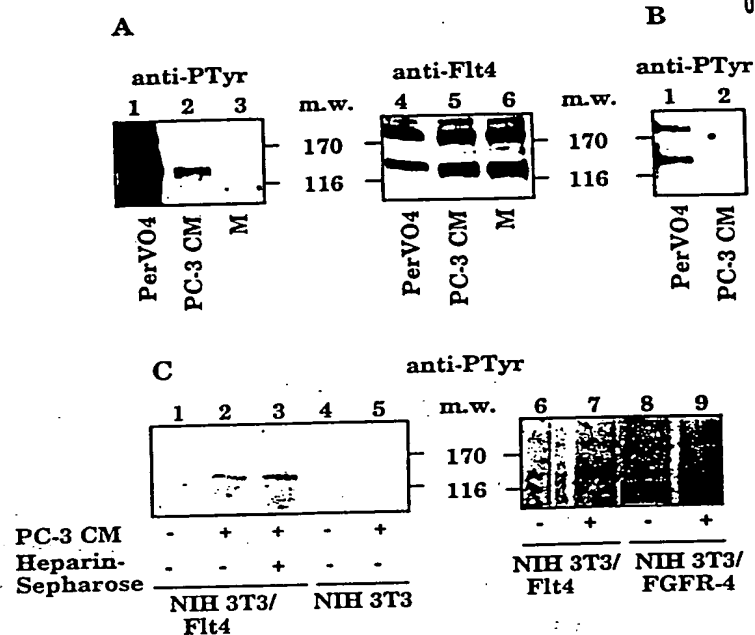 A
B
anti-PTyr
anti-Flt4
anti-PTyr
1 2 3
m.w.
4 5 6
m.w.
1 2
170
116
170
116
PerVO4
PC-3 CM
M
PerVO4
PC-3 CM
M
PerVO4
PC-3 CM
C
anti-PTyr
1 2 3 4 5
m.w.
6 7 8 9
170
116
PC-3 CM - + + - +
- + - +
Heparin-
Sepharose - - + - -
NIH 3T3/
Flt4
NIH 3T3
NIH 3T3/
Flt4
NIH 3T3/
FGFR-4